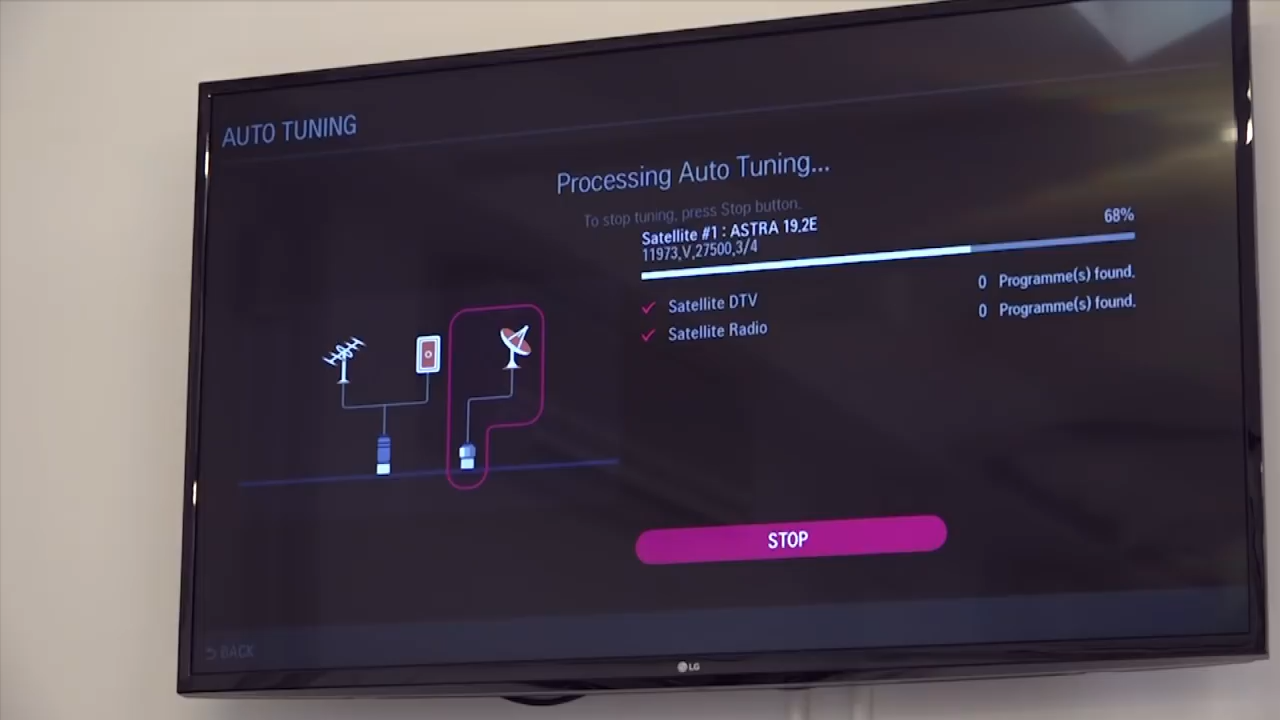 AUTO TUNING
Processing Auto Tuning...
To stop tuning, press Stop button.
Satellite #1 : ASTRA 19.2E
68%
11973,V,27500,3/4
Satellite DTV 0 Programme(s) found.
Satellite Radio 0 Programme(s) found.
STOP
BACK
LG